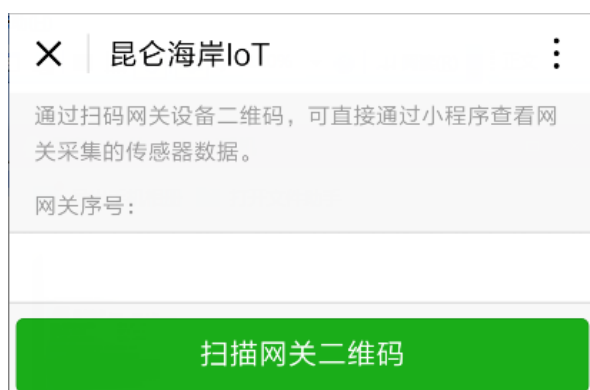 昆仑海岸IoT
通过扫码网关设备二维码，可直接通过小程序查看网
关采集的传感器数据。
网关序号：
扫描网关二维码